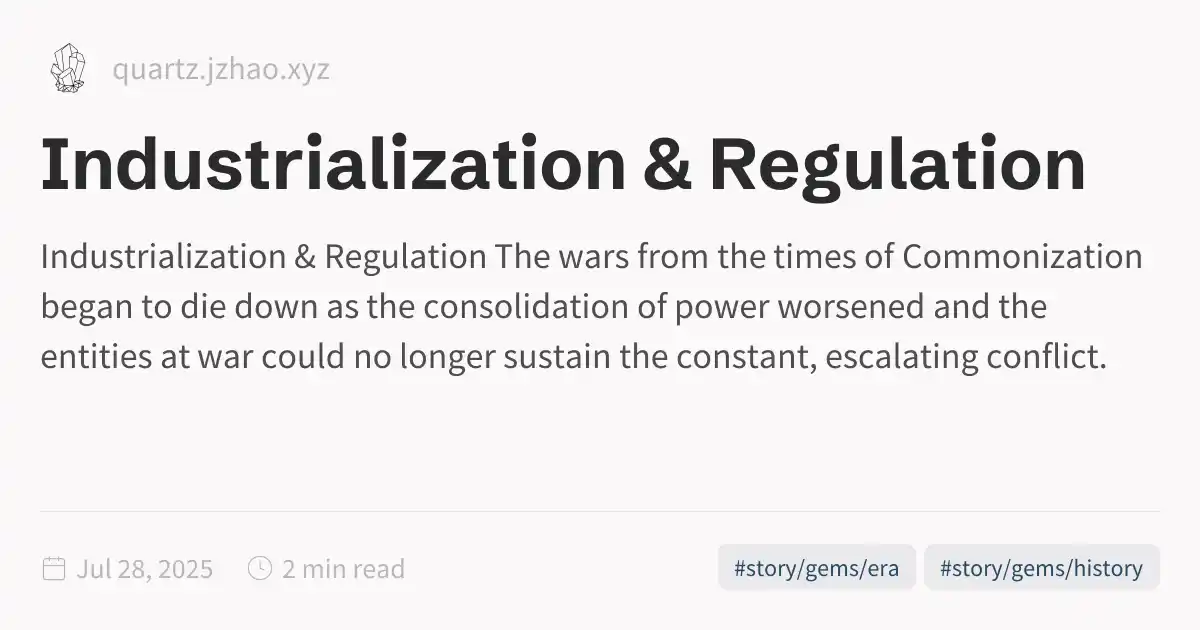 quartz.jzhao.xyz
Industrialization & Regulation
Industrialization & Regulation The wars from the times of Commonization
began to die down as the consolidation of power worsened and the
entities at war could no longer sustain the constant, escalating conflict.
Jul 28, 2025
2 min read
#story/gems/era
#story/gems/history